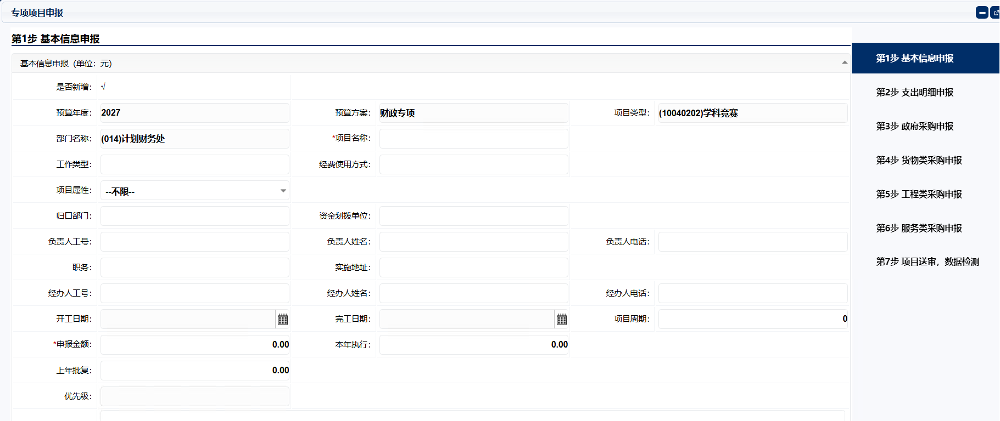 专项项目申报
第1步 基本信息申报
基本信息申报（单位：元）
是否新增： √
预算年度： 2027 预算方案： 财政专项 项目类型： (10040202)学科竞赛
部门名称： (014)计划财务处 *项目名称：
工作类型： 经费使用方式：
项目属性： --不限--
归口部门： 资金划拨单位：
负责人工号： 负责人姓名： 负责人电话：
职务： 实施地址：
经办人工号： 经办人姓名： 经办人电话：
开工日期： 完工日期： 项目周期： 0
*申报金额： 0.00 本年执行： 0.00
上年批复： 0.00
优先级：
第1步 基本信息申报
第2步 支出明细申报
第3步 政府采购申报
第4步 货物类采购申报
第5步 工程类采购申报
第6步 服务类采购申报
第7步 项目送审，数据检测